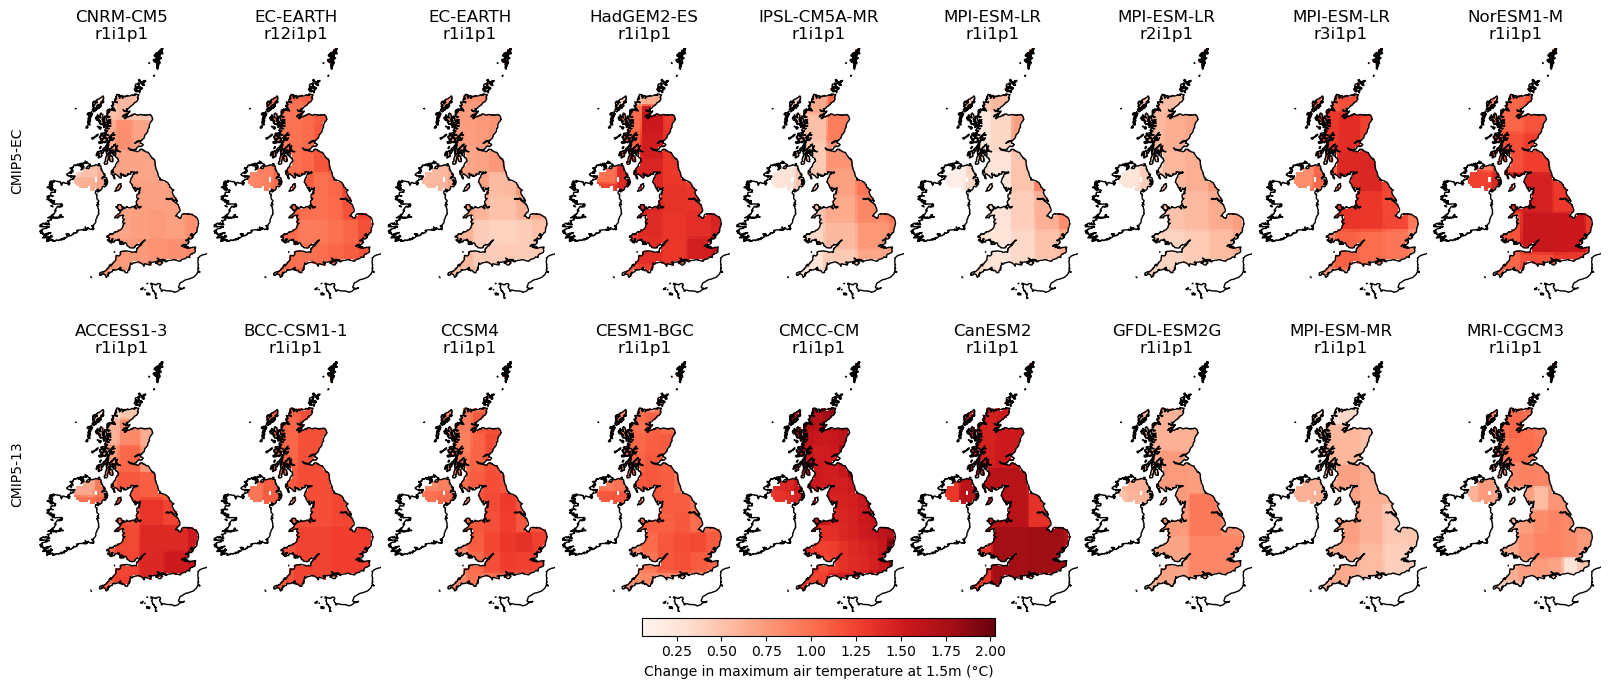 CNRM-CM5
r1i1p1
EC-EARTH
r12i1p1
EC-EARTH
r1i1p1
HadGEM2-ES
r1i1p1
IPSL-CM5A-MR
r1i1p1
MPI-ESM-LR
r1i1p1
MPI-ESM-LR
r2i1p1
MPI-ESM-LR
r3i1p1
NorESM1-M
r1i1p1
CMIP5-EC
ACCESS1-3
r1i1p1
BCC-CSM1-1
r1i1p1
CCSM4
r1i1p1
CESM1-BGC
r1i1p1
CMCC-CM
r1i1p1
CanESM2
r1i1p1
GFDL-ESM2G
r1i1p1
MPI-ESM-MR
r1i1p1
MRI-CGCM3
r1i1p1
CMIP5-13
0.25 0.50 0.75 1.00 1.25 1.50 1.75 2.00
Change in maximum air temperature at 1.5m (°C)